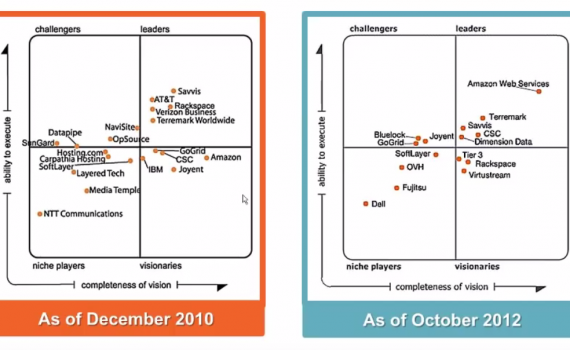 challengers
leaders
ability to execute
Savvis
AT&T
Rackspace
Verizon Business
Terremark Worldwide
NaviSite
Datapipe
OpSource
SunGard
Hosting.com
Carpathia Hosting
SoftLayer
GoGrid
CSC
Amazon
IBM
Joyent
Layered Tech
Media Temple
NTT Communications
niche players
visionaries
completeness of vision
As of December 2010
challengers
leaders
ability to execute
Amazon Web Services
Terremark
Savvis
CSC
Bluelock
Joyent
GoGrid
Dimension Data
SoftLayer
Tier 3
Rackspace
OVH
Virtustream
Fujitsu
Dell
niche players
visionaries
completeness of vision
As of October 2012